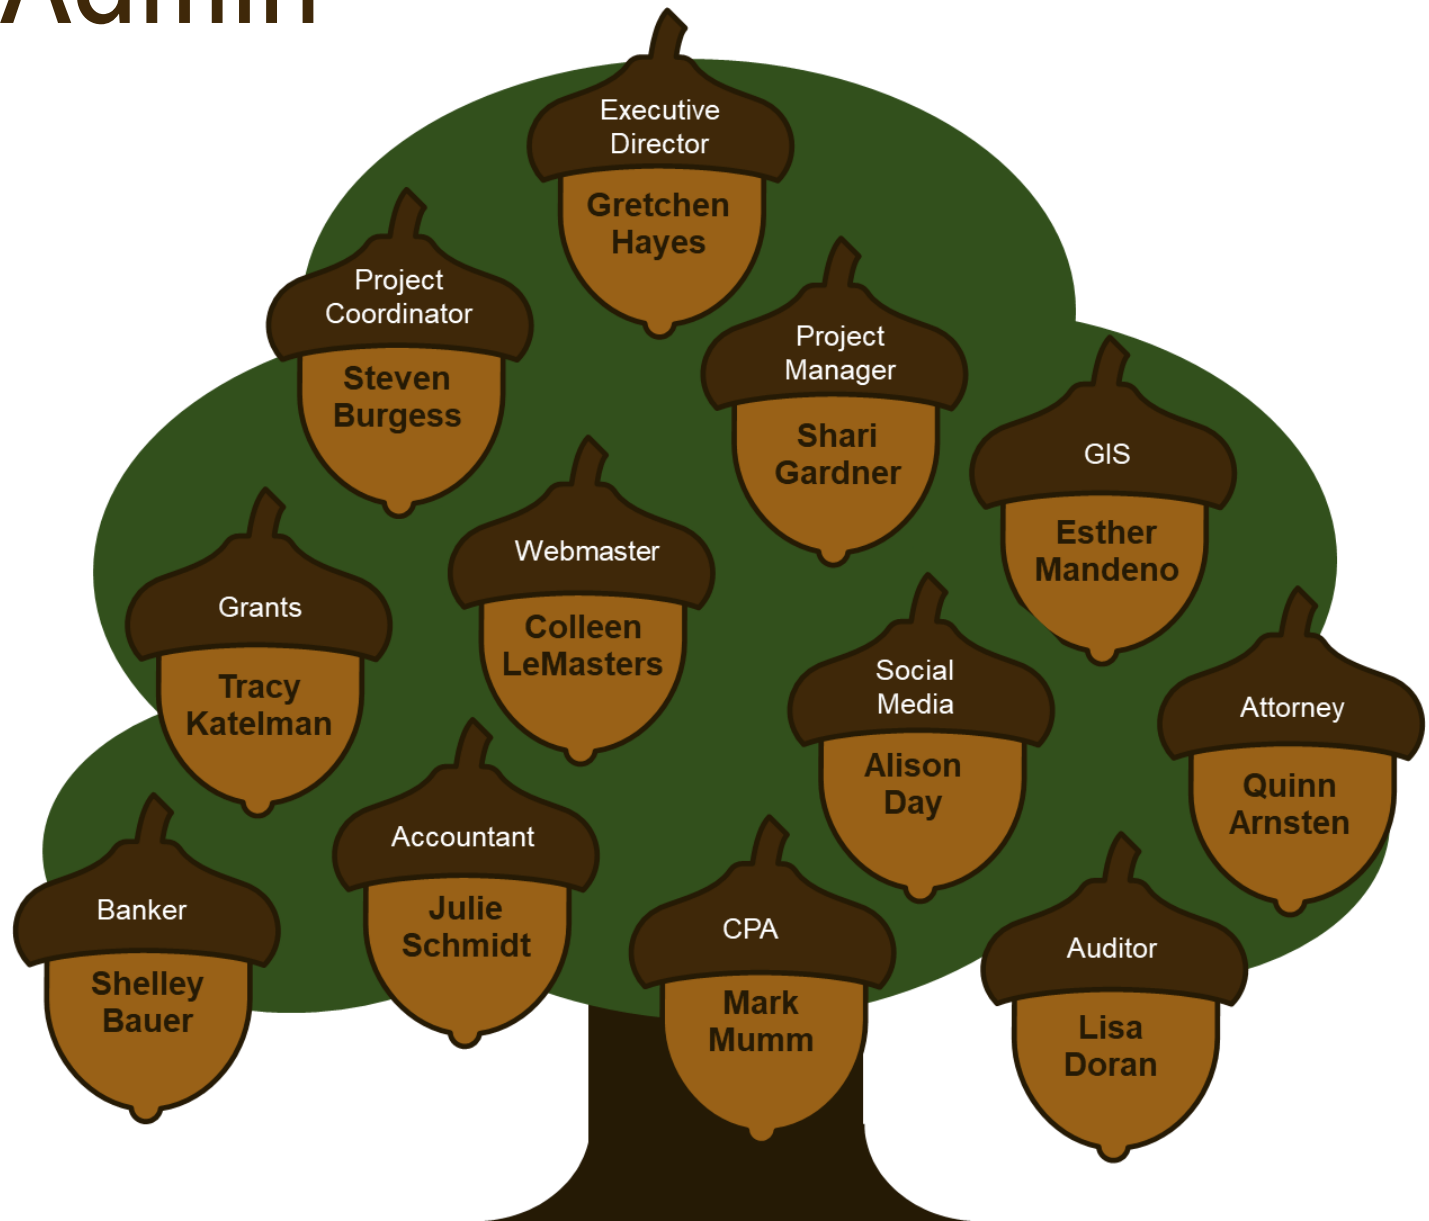 Admin
Executive
Director
Gretchen
Hayes
Project
Coordinator
Steven
Burgess
Project
Manager
Shari
Gardner
GIS
Esther
Mandeno
Webmaster
Colleen
LeMasters
Grants
Tracy
Katelman
Social
Media
Alison
Day
Attorney
Quinn
Arnsten
Accountant
Julie
Schmidt
Banker
Shelley
Bauer
CPA
Mark
Mumm
Auditor
Lisa
Doran